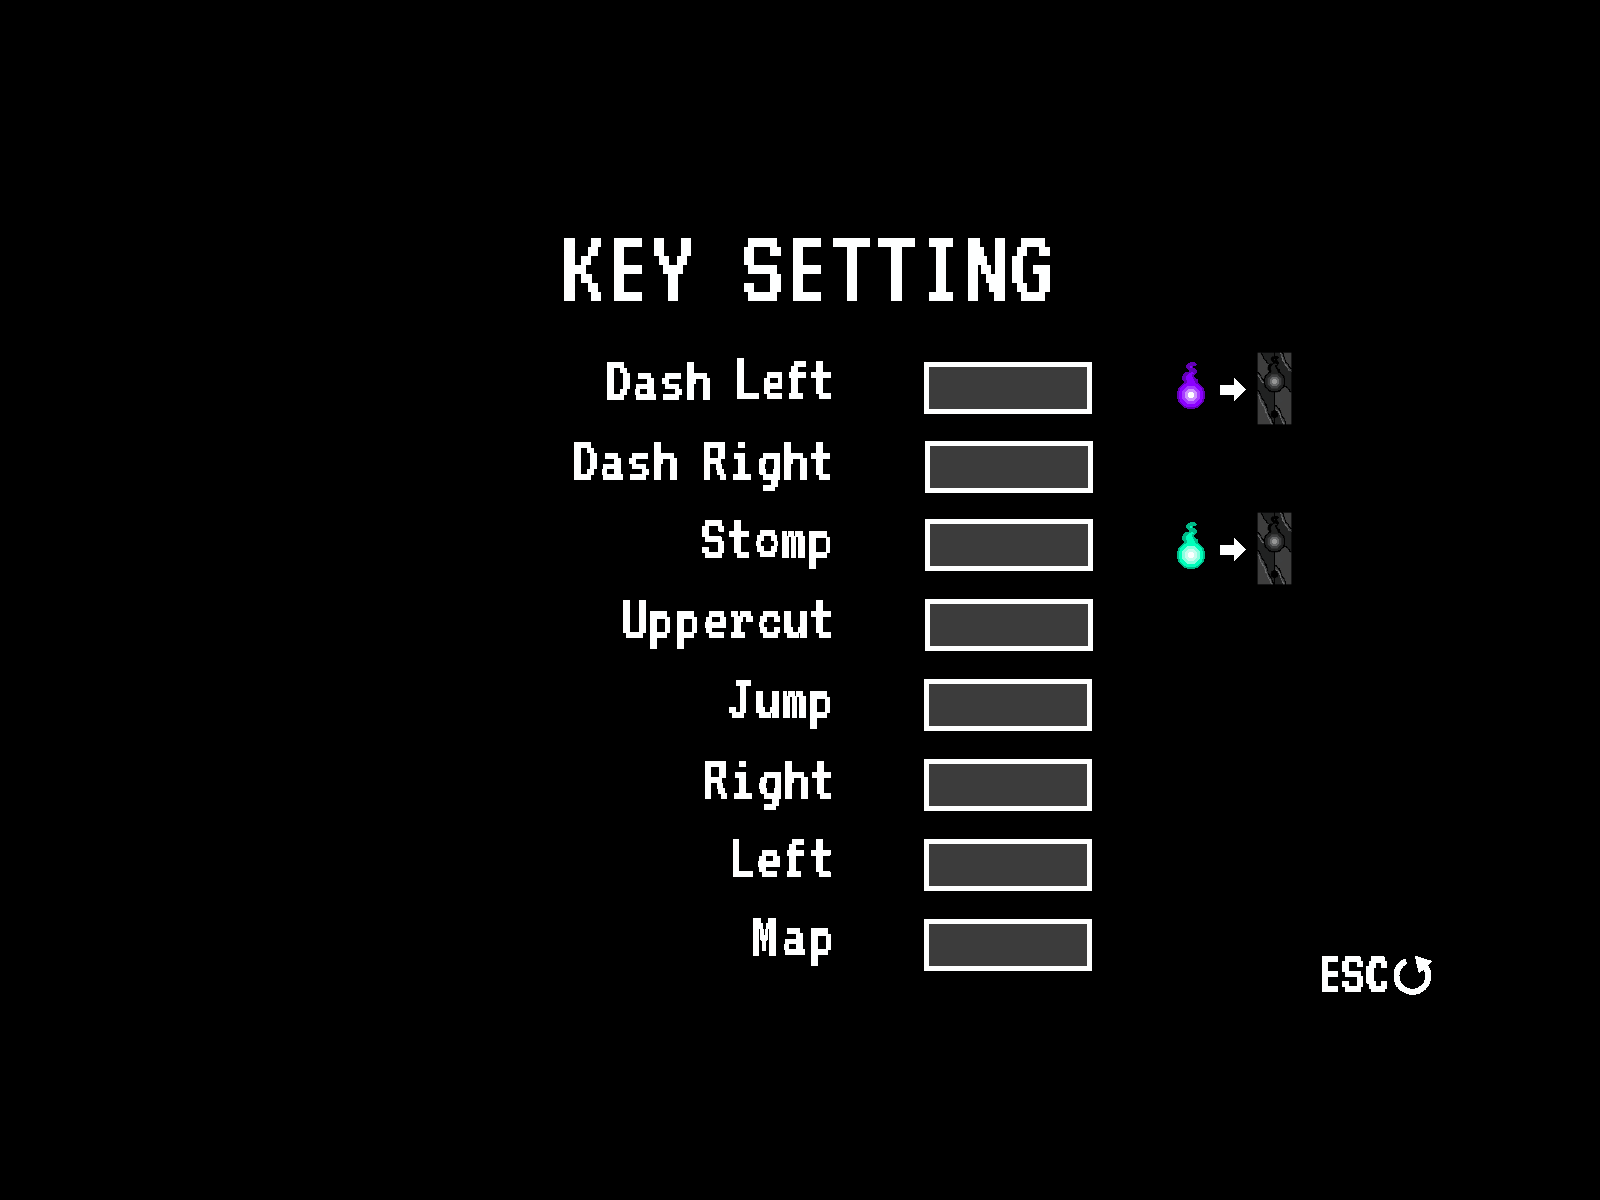 KEY SETTING
Dash Left
Dash Right
Stomp
Uppercut
Jump
Right
Left
Map
ESC